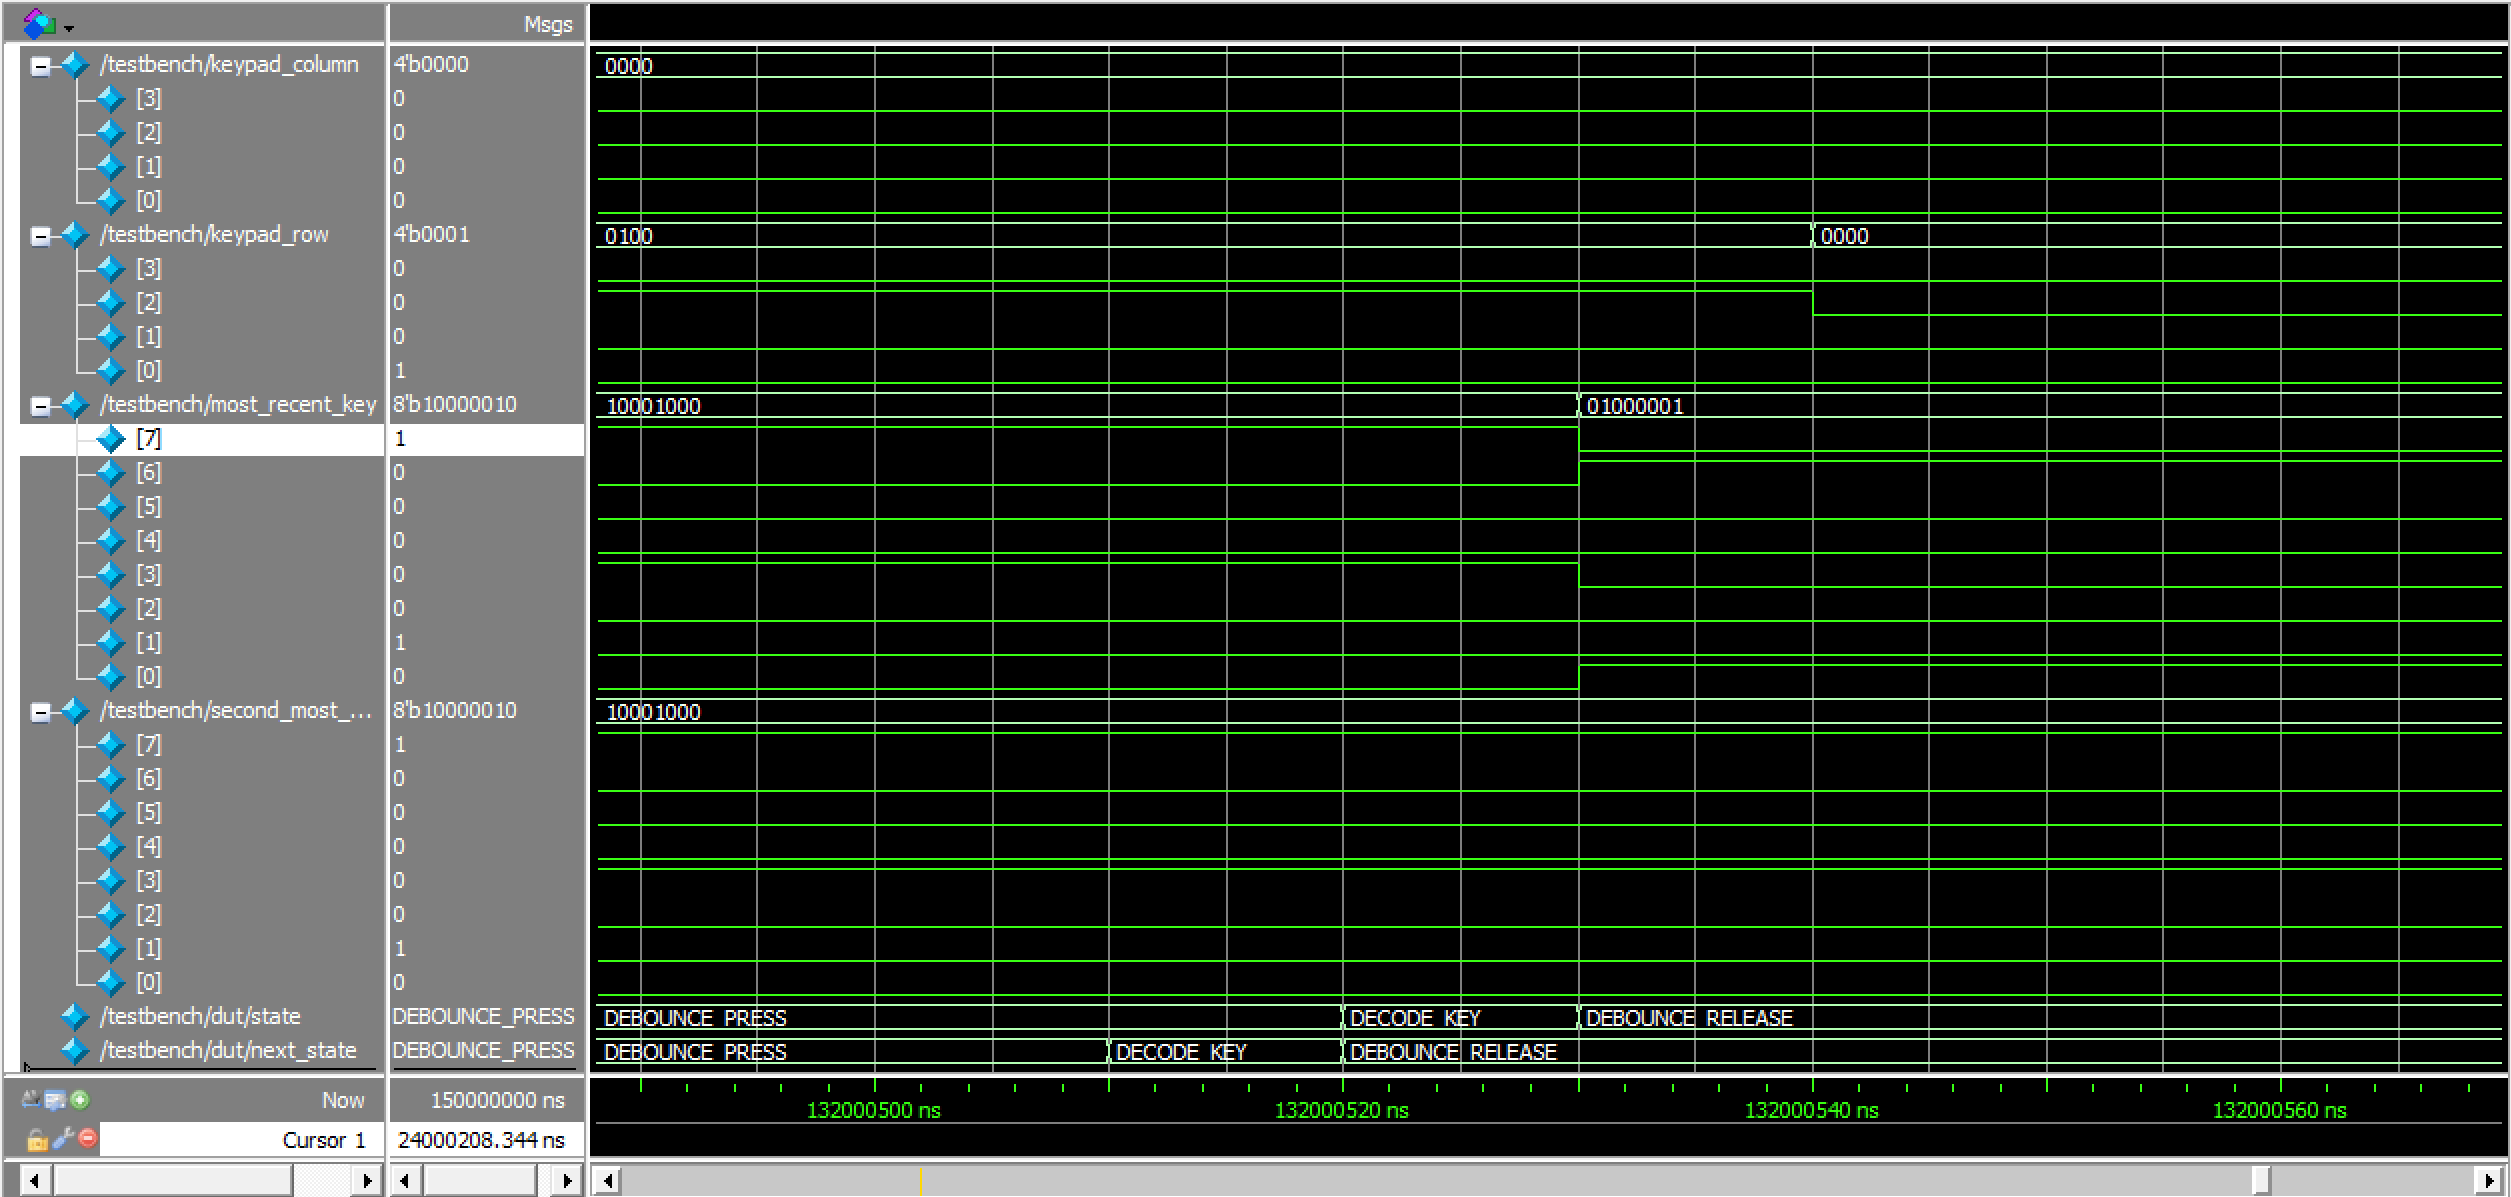 Msgs
/testbench/keypad_column 4'b0000 0000
[3] 0
[2] 0
[1] 0
[0] 0
/testbench/keypad_row 4'b0001 0100 0000
[3] 0
[2] 0
[1] 0
[0] 1
/testbench/most_recent_key 8'b10000010 10001000 01000001
[7] 1
[6] 0
[5] 0
[4] 0
[3] 0
[2] 0
[1] 1
[0] 0
/testbench/second_most_... 8'b10000010 10001000
[7] 1
[6] 0
[5] 0
[4] 0
[3] 0
[2] 0
[1] 1
[0] 0
/testbench/dut/state DEBOUNCE_PRESS DEBOUNCE_PRESS DECODE_KEY DEBOUNCE_RELEASE
/testbench/dut/next_state DEBOUNCE_PRESS DEBOUNCE_PRESS DECODE_KEY DEBOUNCE_RELEASE
Now 150000000 ns 132000500 ns 132000520 ns 132000540 ns 132000560 ns
Cursor 1 24000208.344 ns